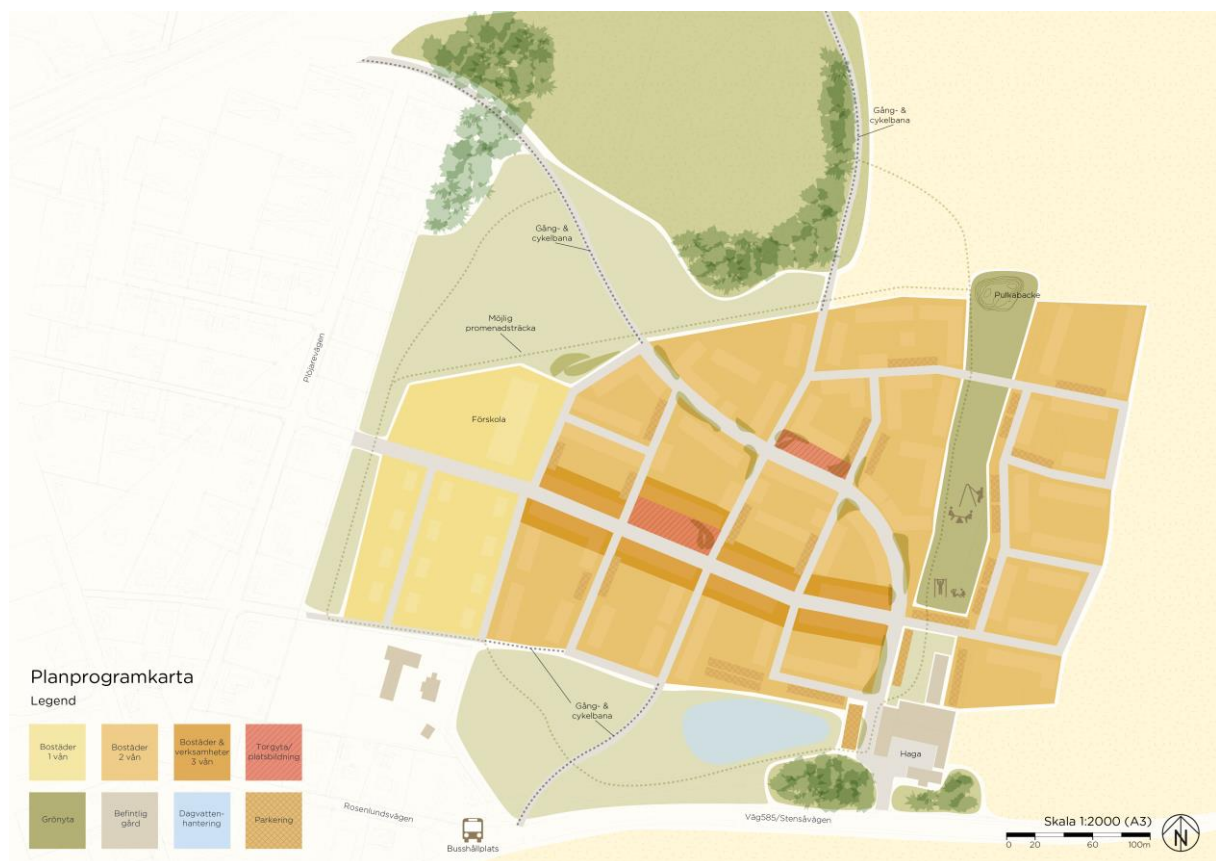 Gång- &
cykelbana
Gång- &
cykelbana
Pulkabacke
Möjlig
promenadsträcka
Plöjarevägen
Förskola
Planprogramkarta
Legend
Bostäder
1 vån
Bostäder
2 vån
Bostäder &
verksamheter
3 vån
Torgyta/
platsbildning
Gång- &
cykelbana
Haga
Grönyta
Befintlig
gård
Dagvatten-
hantering
Parkering
Rosenlundsvägen
Busshållplats
Väg585/Stensåvägen
Skala 1:2000 (A3)
0 20 60 100m
N